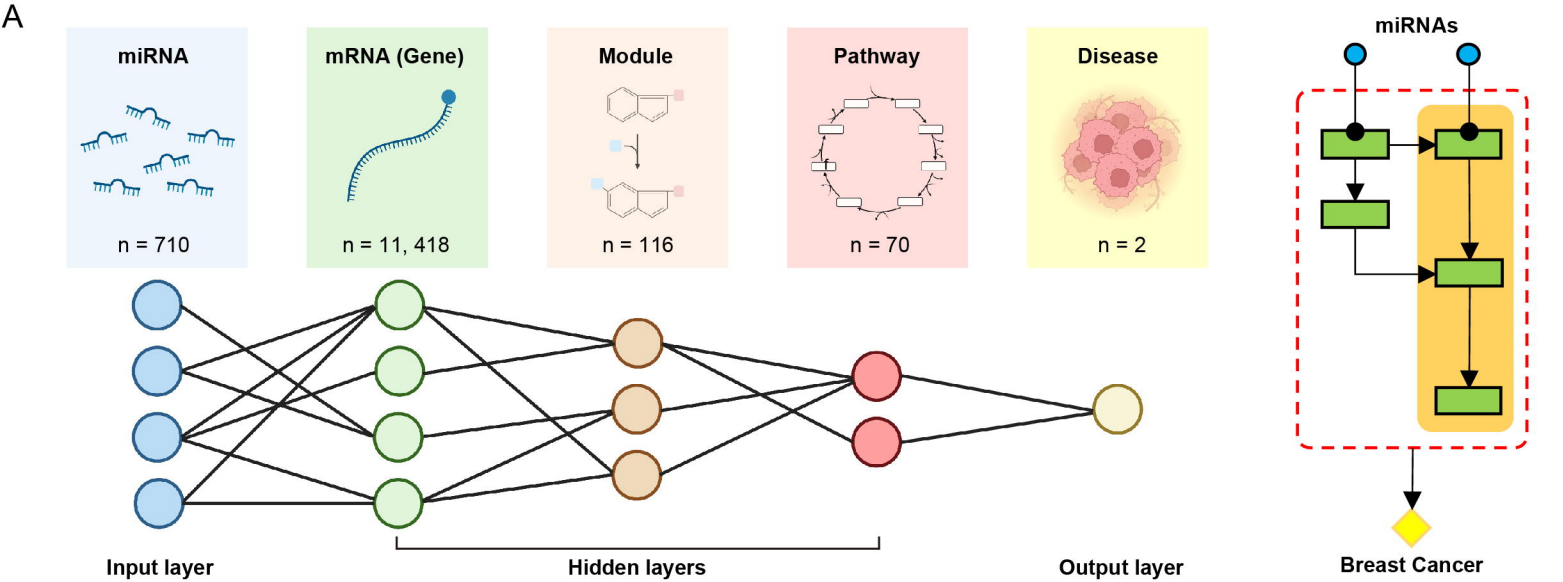 A
miRNA
mRNA (Gene)
Module
Pathway
Disease
miRNAs
f
n = 710
n = 11, 418
n = 116
n = 70
n = 2
Input layer
Hidden layers
Output layer
Breast Cancer